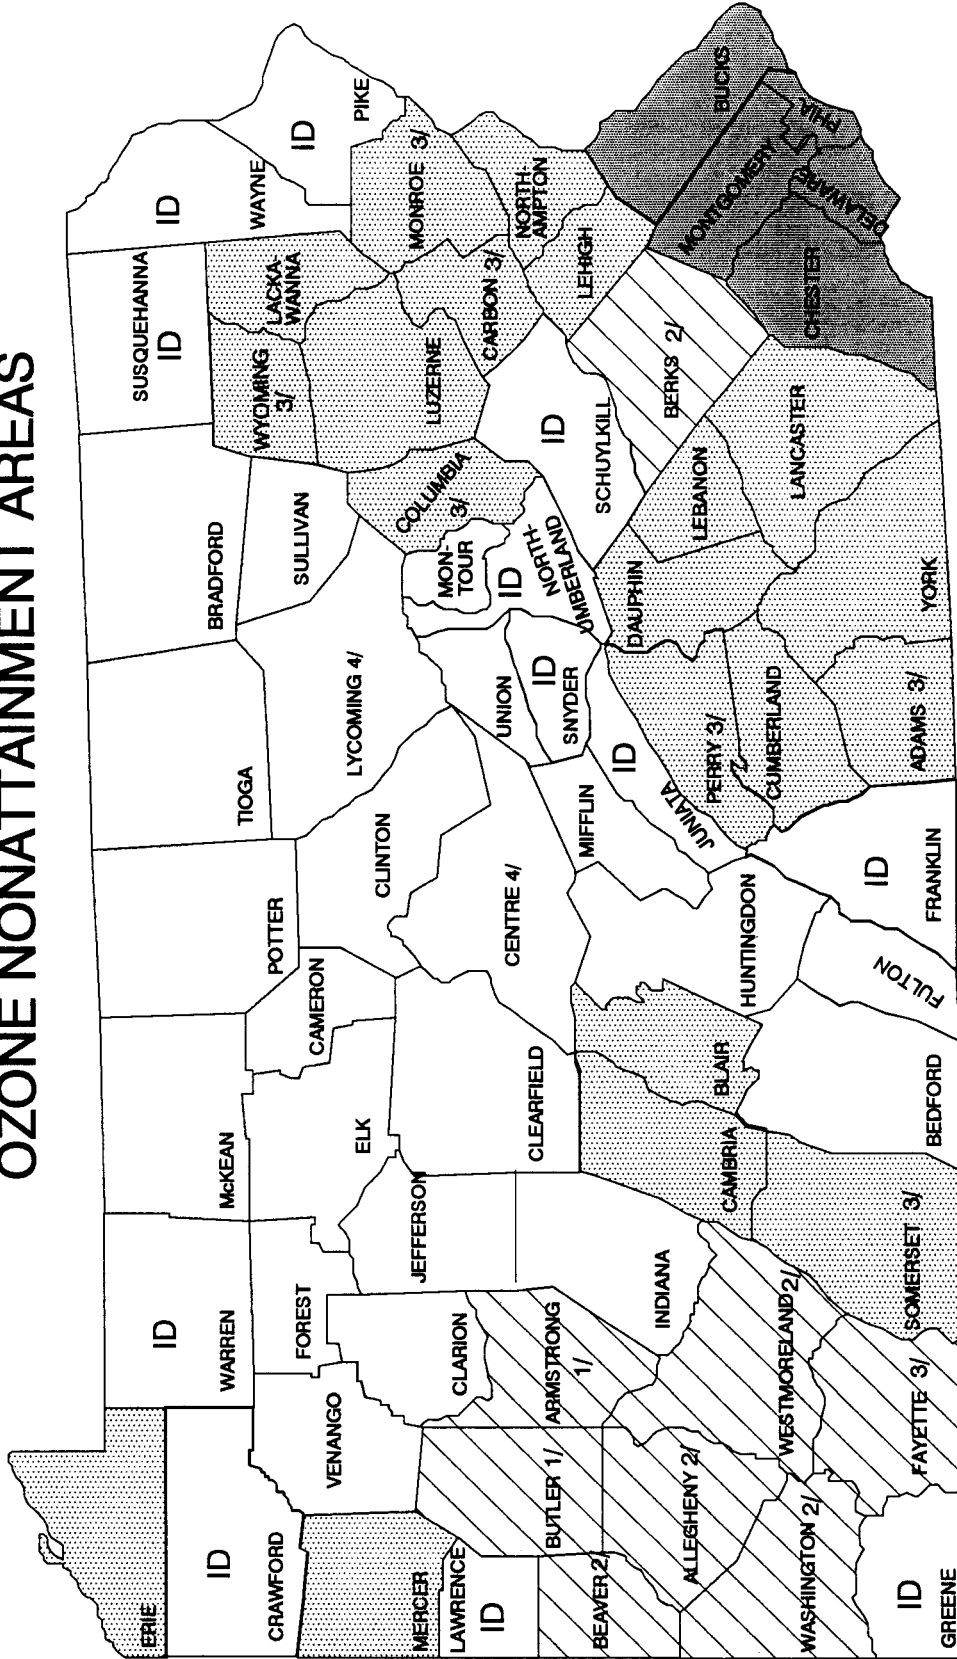 OZONE NONATTAINMENT AREAS
ERIE
ID
CRAWFORD
MERCER
LAWRENCE
ID
BEAVER 2/
WASHINGTON 2/
ID
GREENE
ID
WARREN
VENANGO
FOREST
CLARION
BUTLER 1/
ARMSTRONG
1/
ALLEGHENY 2/
WESTMORELAND 2/
FAYETTE 3/
SOMERSET 3/
INDIANA
McKEAN
ELK
JEFFERSON
CLEARFIELD
CAMBRIA
BLAIR
BEDFORD
POTTER
CAMERON
CLINTON
CENTRE 4/
HUNTINGDON
FULTON
ID
FRANKLIN
TIOGA
LYCOMING 4/
UNION
ID
SNYDER
MIFFLIN
ID
JUNIATA
PERRY 3/
CUMBERLAND
ADAMS 3/
BRADFORD
SULLIVAN
COLUMBIA
3/
MON-
TOUR
ID
NORTH-
UMBERLAND
DAUPHIN
LEBANON
YORK
LANCASTER
SUSQUEHANNA
ID
WYOMING
3/
LACKA
WANNA
LUZERNE
CARBON 3/
ID
SCHUYLKILL
BERKS 2/
ID
WAYNE
ID
PIKE
MONROE 3/
NORTH-
AMPTON
LEHIGH
BUCKS
MONTGOMERY
PHIA
DELAWARE
CHESTER